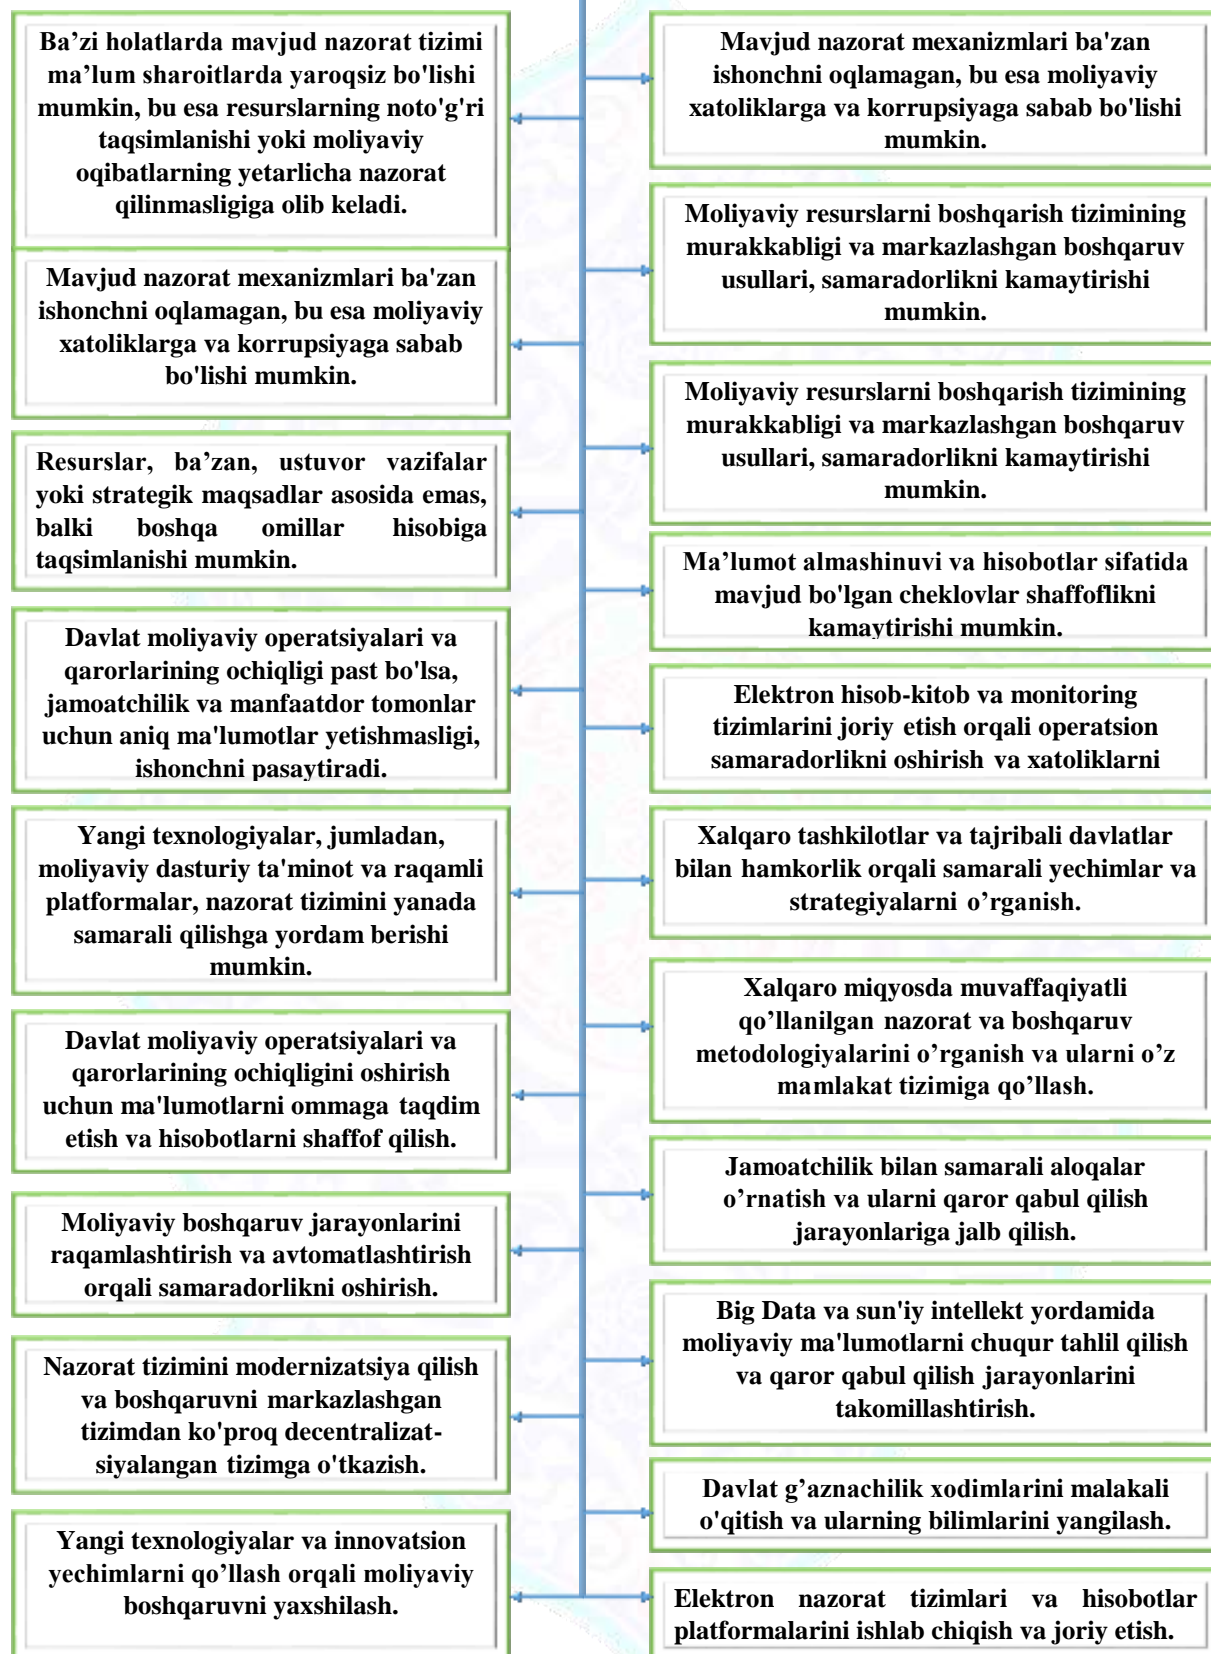 Ba’zi holatlarda mavjud nazorat tizimi
ma’lum sharoitlarda yaroqsiz bo'lishi
mumkin, bu esa resurslarning noto'g'ri
taqsimlanishi yoki moliyaviy
oqibatlarning yetarlicha nazorat
qilinmasligiga olib keladi.
Mavjud nazorat mexanizmlari ba'zan
ishonchni oqlamagan, bu esa moliyaviy
xatoliklarga va korrupsiyaga sabab
bo'lishi mumkin.
Resurslar, ba’zan, ustuvor vazifalar
yoki strategik maqsadlar asosida emas,
balki boshqa omillar hisobiga
taqsimlanishi mumkin.
Davlat moliyaviy operatsiyalari va
qarorlarining ochiqligi past bo'lsa,
jamoatchilik va manfaatdor tomonlar
uchun aniq ma'lumotlar yetishmasligi,
ishonchni pasaytiradi.
Yangi texnologiyalar, jumladan,
moliyaviy dasturiy ta'minot va raqamli
platformalar, nazorat tizimini yanada
samarali qilishga yordam berishi
mumkin.
Davlat moliyaviy operatsiyalari va
qarorlarining ochiqligini oshirish
uchun ma'lumotlarni ommaga taqdim
etish va hisobotlarni shaffof qilish.
Moliyaviy boshqaruv jarayonlarini
raqamlashtirish va avtomatlashtirish
orqali samaradorlikni oshirish.
Nazorat tizimini modernizatsiya qilish
va boshqaruvni markazlashgan
tizimdan ko'proq decentralizat-
siyalangan tizimga o'tkazish.
Yangi texnologiyalar va innovatsion
yechimlarni qo’llash orqali moliyaviy
boshqaruvni yaxshilash.
Mavjud nazorat mexanizmlari ba'zan
ishonchni oqlamagan, bu esa moliyaviy
xatoliklarga va korrupsiyaga sabab bo'lishi
mumkin.
Moliyaviy resurslarni boshqarish tizimining
murakkabligi va markazlashgan boshqaruv
usullari, samaradorlikni kamaytirishi
mumkin.
Moliyaviy resurslarni boshqarish tizimining
murakkabligi va markazlashgan boshqaruv
usullari, samaradorlikni kamaytirishi
mumkin.
Ma’lumot almashinuvi va hisobotlar sifatida
mavjud bo'lgan cheklovlar shaffoflikni
kamaytirishi mumkin.
Elektron hisob-kitob va monitoring
tizimlarini joriy etish orqali operatsion
samaradorlikni oshirish va xatoliklarni
Xalqaro tashkilotlar va tajribali davlatlar
bilan hamkorlik orqali samarali yechimlar va
strategiyalarni o’rganish.
Xalqaro miqyosda muvaffaqiyatli
qo’llanilgan nazorat va boshqaruv
metodologiyalarini o’rganish va ularni o’z
mamlakat tizimiga qo’llash.
Jamoatchilik bilan samarali aloqalar
o’rnatish va ularni qaror qabul qilish
jarayonlariga jalb qilish.
Big Data va sun'iy intellekt yordamida
moliyaviy ma'lumotlarni chuqur tahlil qilish
va qaror qabul qilish jarayonlarini
takomillashtirish.
Davlat g’aznachilik xodimlarini malakali
o'qitish va ularning bilimlarini yangilash.
Elektron nazorat tizimlari va hisobotlar
platformalarini ishlab chiqish va joriy etish.